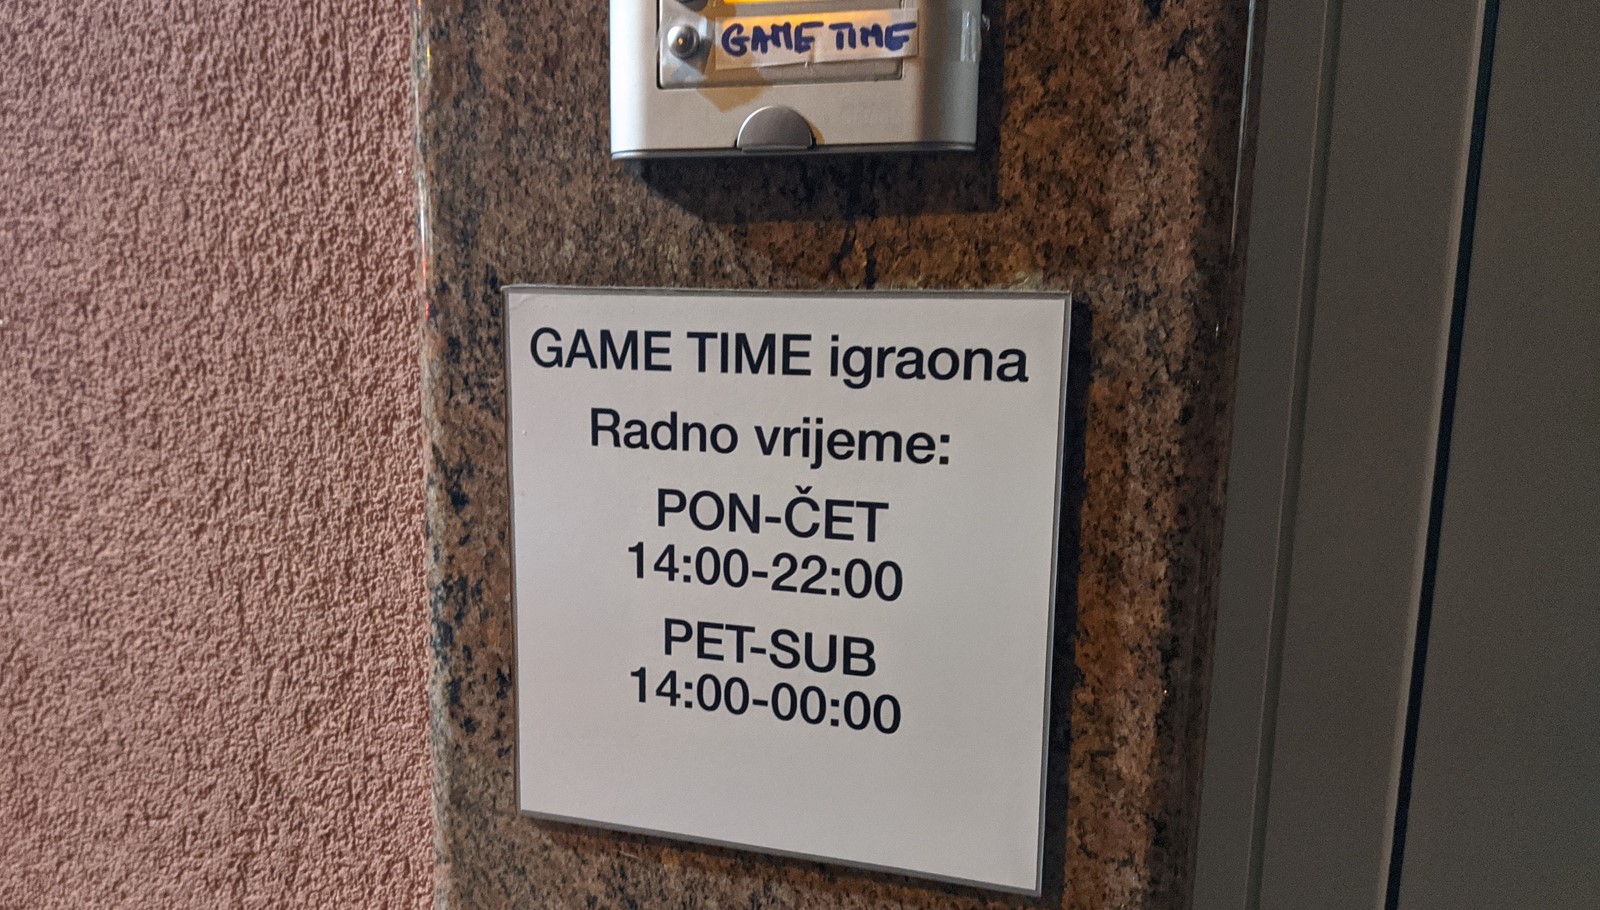 GAME TIME
GAME TIME igraona
Radno vrijeme:
PON-ČET
14:00-22:00
PET-SUB
14:00-00:00